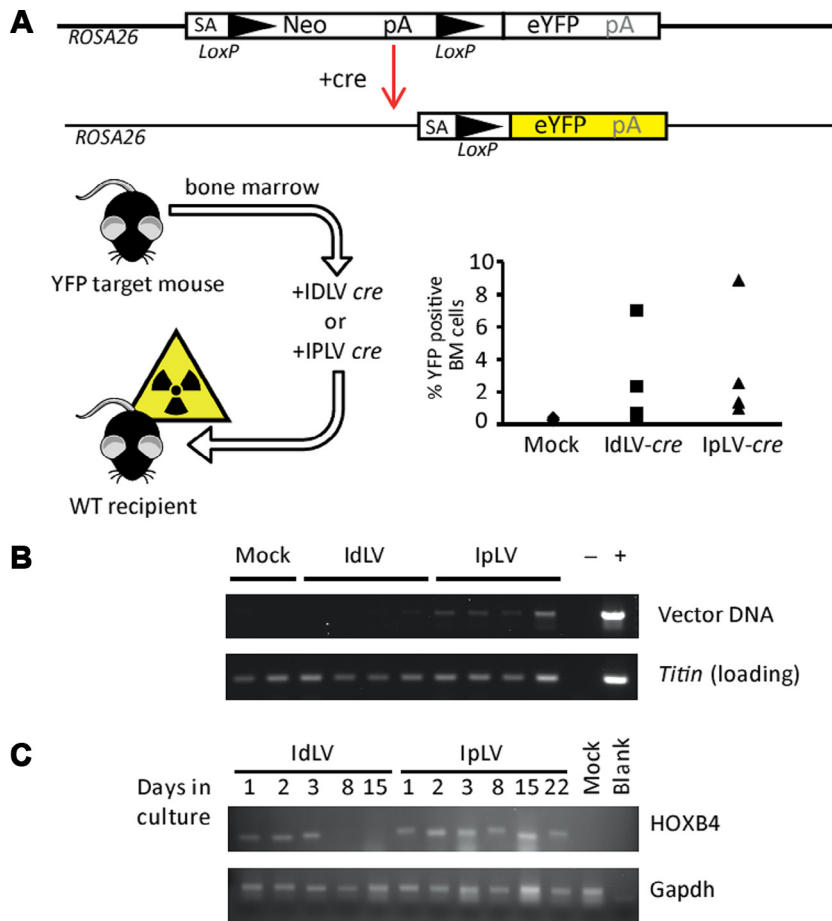 A
SA Neo pA eYFP pA
ROSA26
LoxP LoxP
+cre
SA eYFP pA
ROSA26
LoxP
bone marrow
YFP target mouse
+IDLV cre
or
+IPLV cre
WT recipient
% YFP positive
BM cells
10
8
6
4
2
0
Mock IdLV-cre IpLV-cre
B
Mock IdLV IpLV – +
Vector DNA
Titin (loading)
C
IdLV IpLV Mock Blank
Days in
culture
1 2 3 8 15 1 2 3 8 15 22
HOXB4
Gapdh